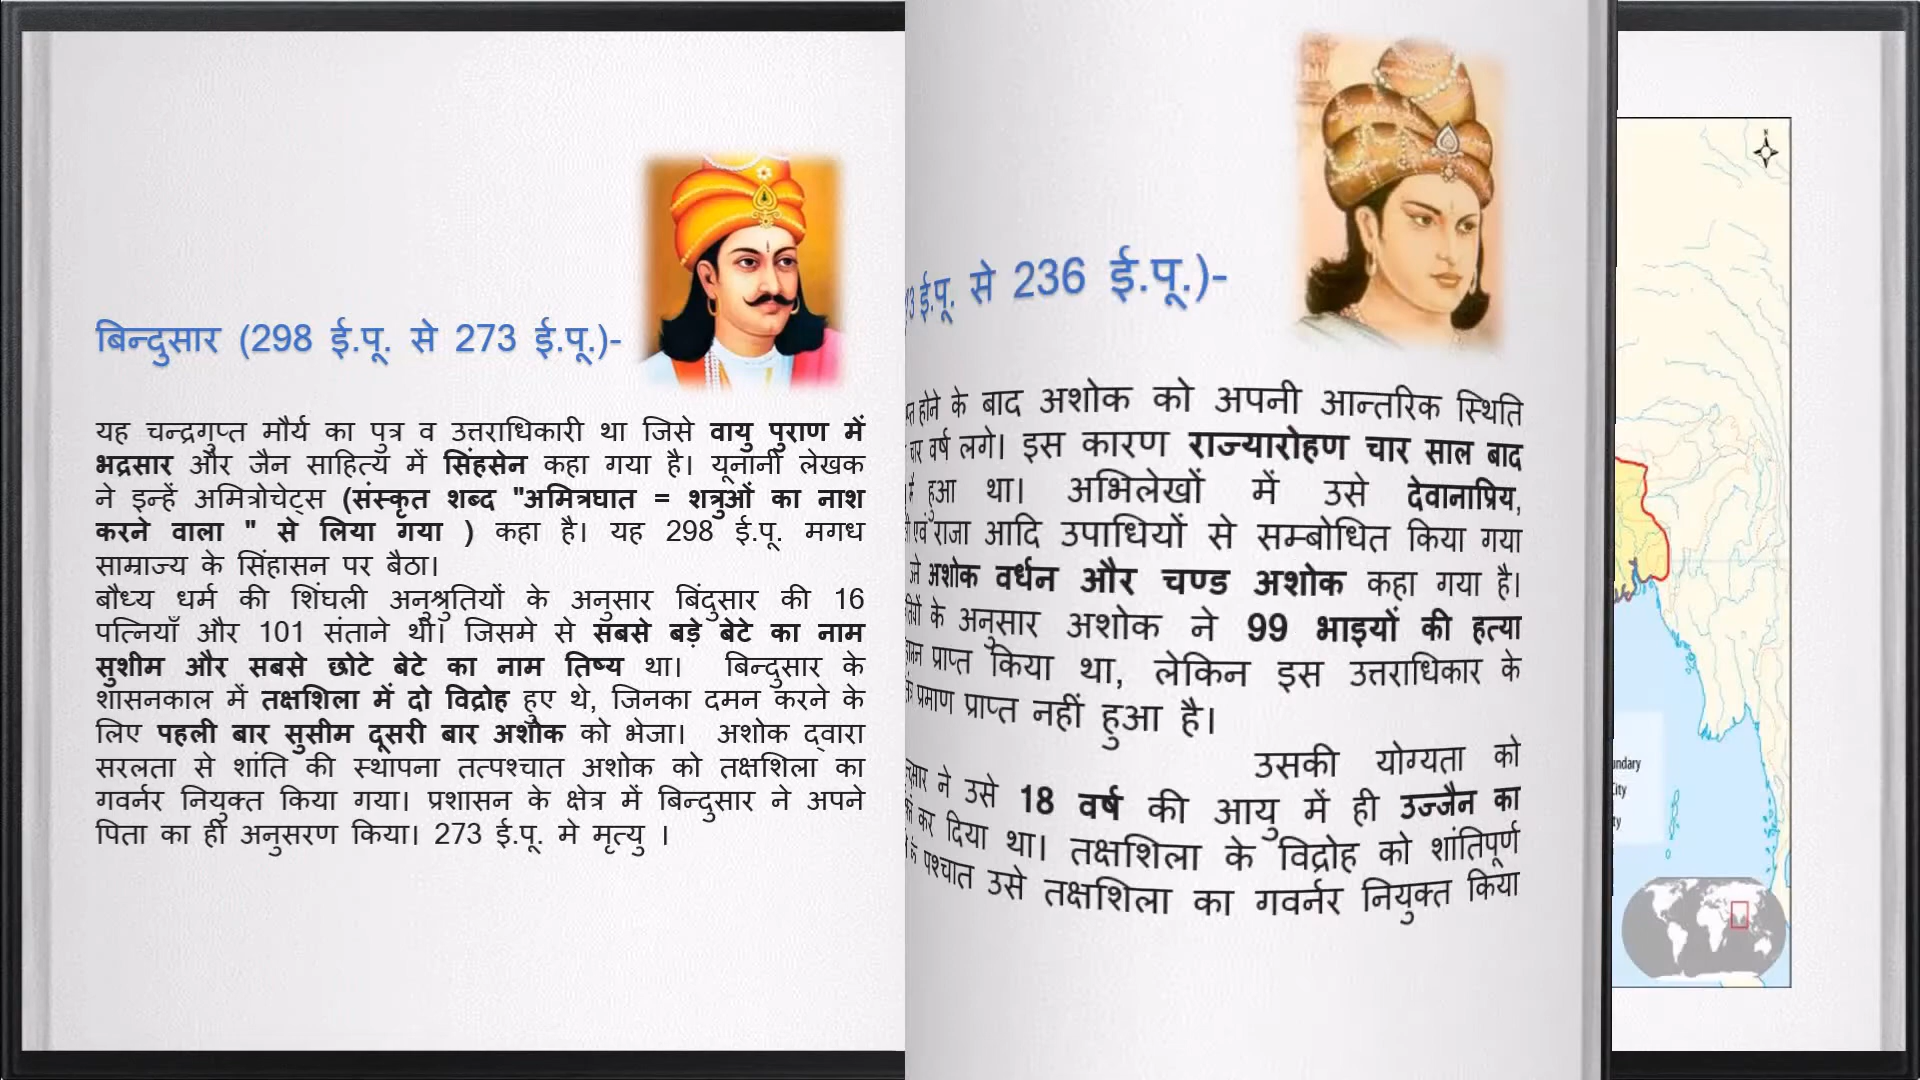 बिन्दुसार (298 ई.पू. से 273 ई.पू.)-
यह चन्द्रगुप्त मौर्य का पुत्र व उत्तराधिकारी था जिसे वायु पुराण में
भद्रसार और जैन साहित्य में सिंहसेन कहा गया है। यूनानी लेखक
ने इन्हें अमित्रोचेट्स (संस्कृत शब्द "अमित्रघात = शत्रुओं का नाश
करने वाला " से लिया गया ) कहा है। यह 298 ई.पू. मगध
साम्राज्य के सिंहासन पर बैठा।
बौध्य धर्म की शिंघली अनुश्रुतियों के अनुसार बिंदुसार की 16
पत्नियाँ और 101 संताने थी। जिसमे से सबसे बड़े बेटे का नाम
सुशीम और सबसे छोटे बेटे का नाम तिष्य था। बिन्दुसार के
शासनकाल में तक्षशिला में दो विद्रोह हुए थे, जिनका दमन करने के
लिए पहली बार सुसीम दूसरी बार अशोक को भेजा। अशोक द्वारा
सरलता से शांति की स्थापना तत्पश्चात अशोक को तक्षशिला का
गवर्नर नियुक्त किया गया। प्रशासन के क्षेत्र में बिन्दुसार ने अपने
पिता का ही अनुसरण किया। 273 ई.पू. मे मृत्यु ।
ई.पू. से 236 ई.पू.)-
होने के बाद अशोक को अपनी आन्तरिक स्थिति
चार वर्ष लगे। इस कारण राज्यारोहण चार साल बाद
हुआ था। अभिलेखों में उसे देवानाप्रिय,
एवं राजा आदि उपाधियों से सम्बोधित किया गया
अशोक वर्धन और चण्ड अशोक कहा गया है।
के अनुसार अशोक ने 99 भाइयों की हत्या
प्राप्त किया था, लेकिन इस उत्तराधिकार के
प्रमाण प्राप्त नहीं हुआ है।
उसकी योग्यता को
ने उसे 18 वर्ष की आयु में ही उज्जैन का
कर दिया था। तक्षशिला के विद्रोह को शांतिपूर्ण
के पश्चात उसे तक्षशिला का गवर्नर नियुक्त किया
N